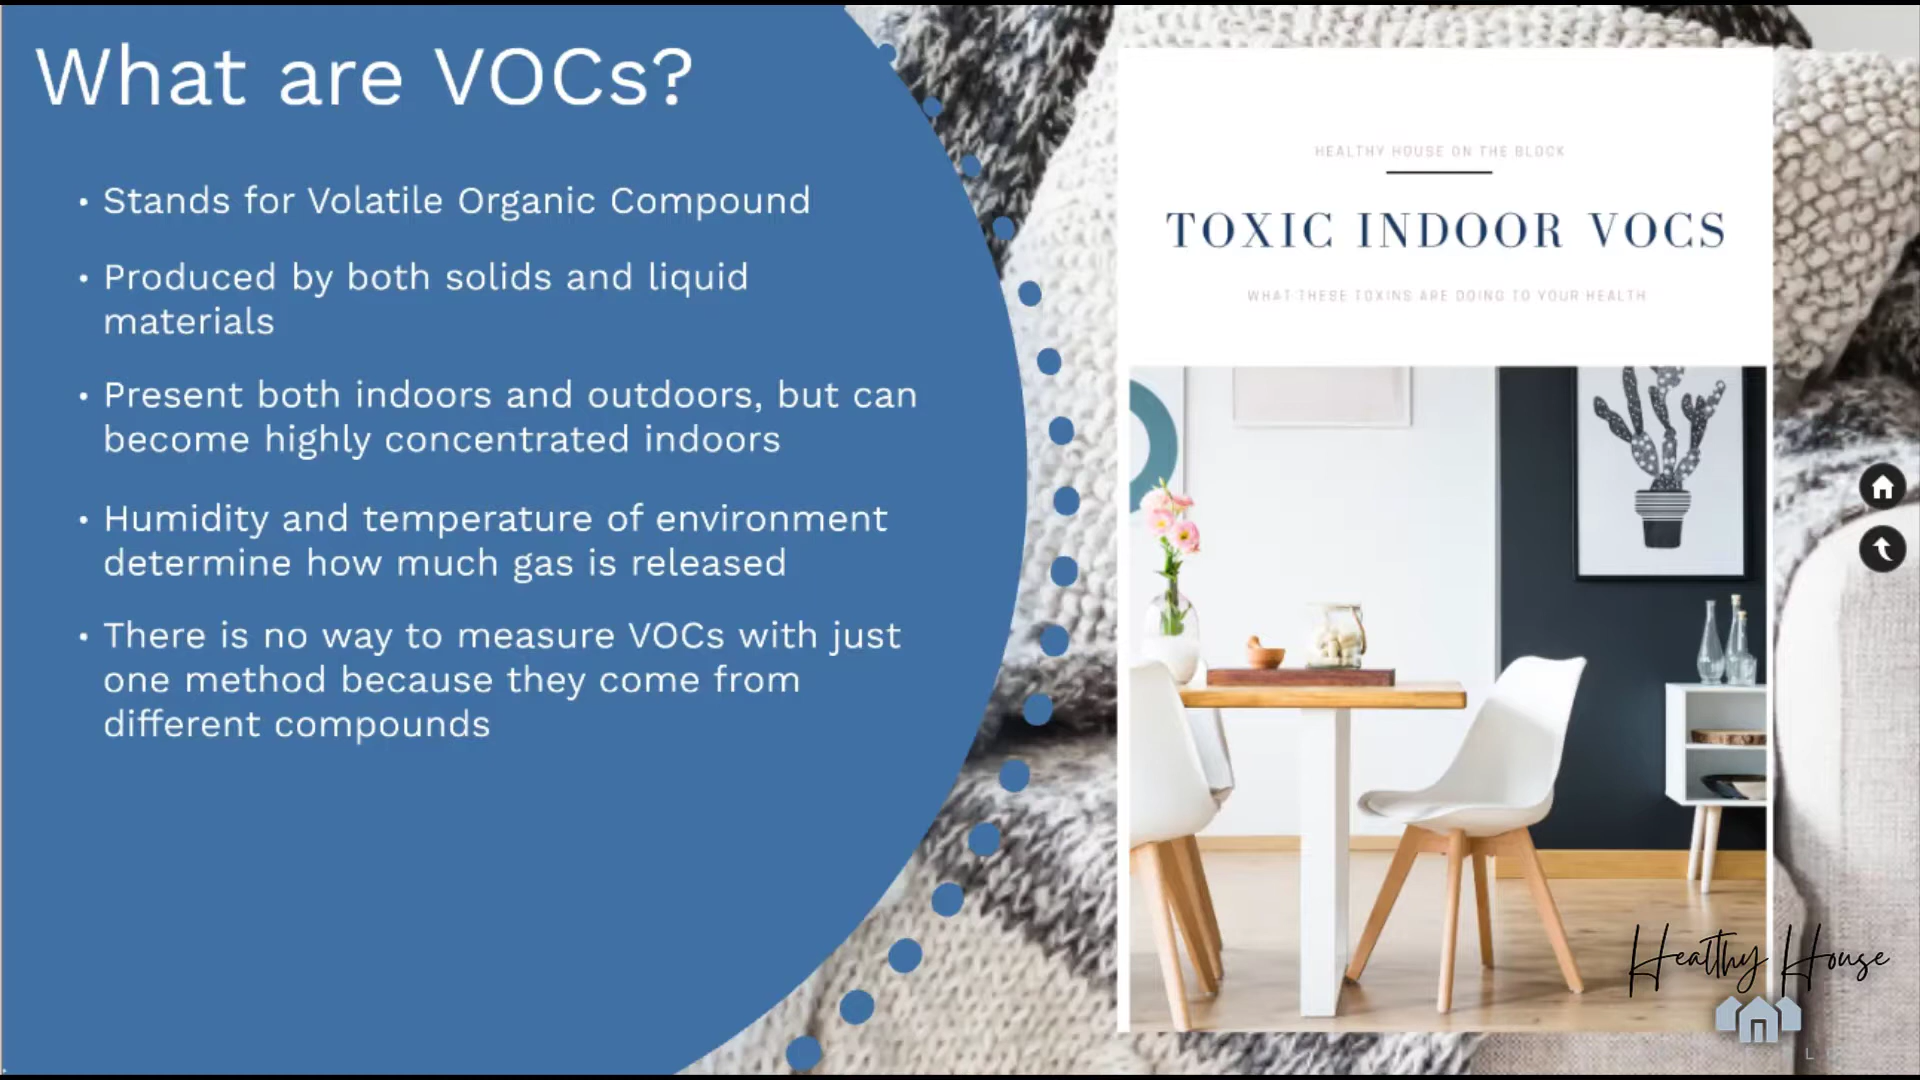 What are VOCs?
• Stands for Volatile Organic Compound
• Produced by both solids and liquid
materials
• Present both indoors and outdoors, but can
become highly concentrated indoors
• Humidity and temperature of environment
determine how much gas is released
• There is no way to measure VOCs with just
one method because they come from
different compounds
HEALTHY HOUSE ON THE BLOCK
TOXIC INDOOR VOCS
WHAT THESE TOXINS ARE DOING TO YOUR HEALTH
Healthy House